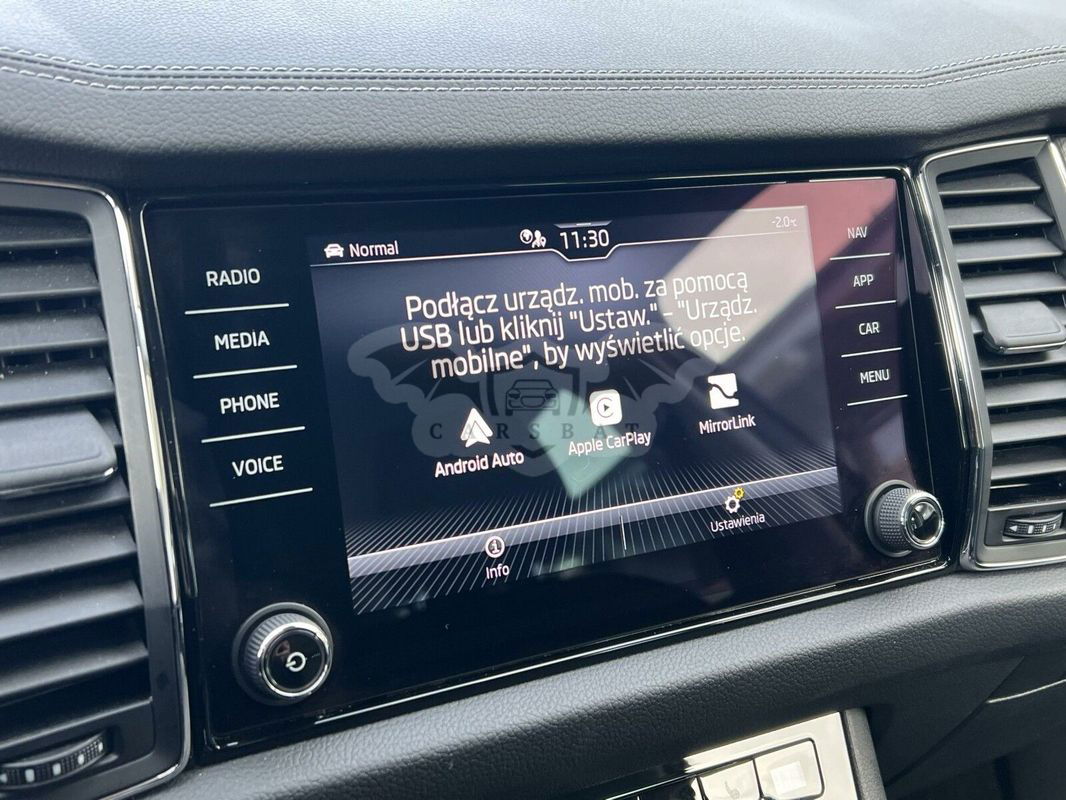 RADIO
MEDIA
PHONE
VOICE
Normal
11:30
-2.0°C
Podłącz urządz. mob. za pomocą
USB lub kliknij "Ustaw." - "Urządz.
mobilne", by wyświetlić opcje.
CARSBAT
Android Auto
Apple CarPlay
MirrorLink
Info
Ustawienia
NAV
APP
CAR
MENU